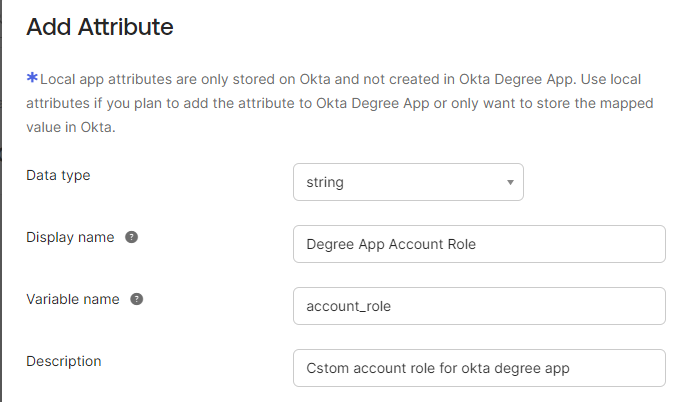 Add Attribute
*Local app attributes are only stored on Okta and not created in Okta Degree App. Use local
attributes if you plan to add the attribute to Okta Degree App or only want to store the mapped
value in Okta.
Data type
string
Display name ?
Degree App Account Role
Variable name ?
account_role
Description
Cstom account role for okta degree app